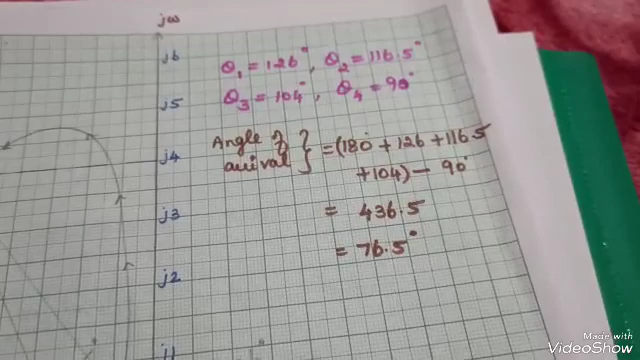 jω
j6
j5
j4
j3
j2
j1
θ1 = 126°, θ2 = 116.5°
θ3 = 104°, θ4 = 90°
Angle of
arrival } = (180° + 126 + 116.5
+104) - 90°
= 436.5
= 76.5°
Made with
VideoShow